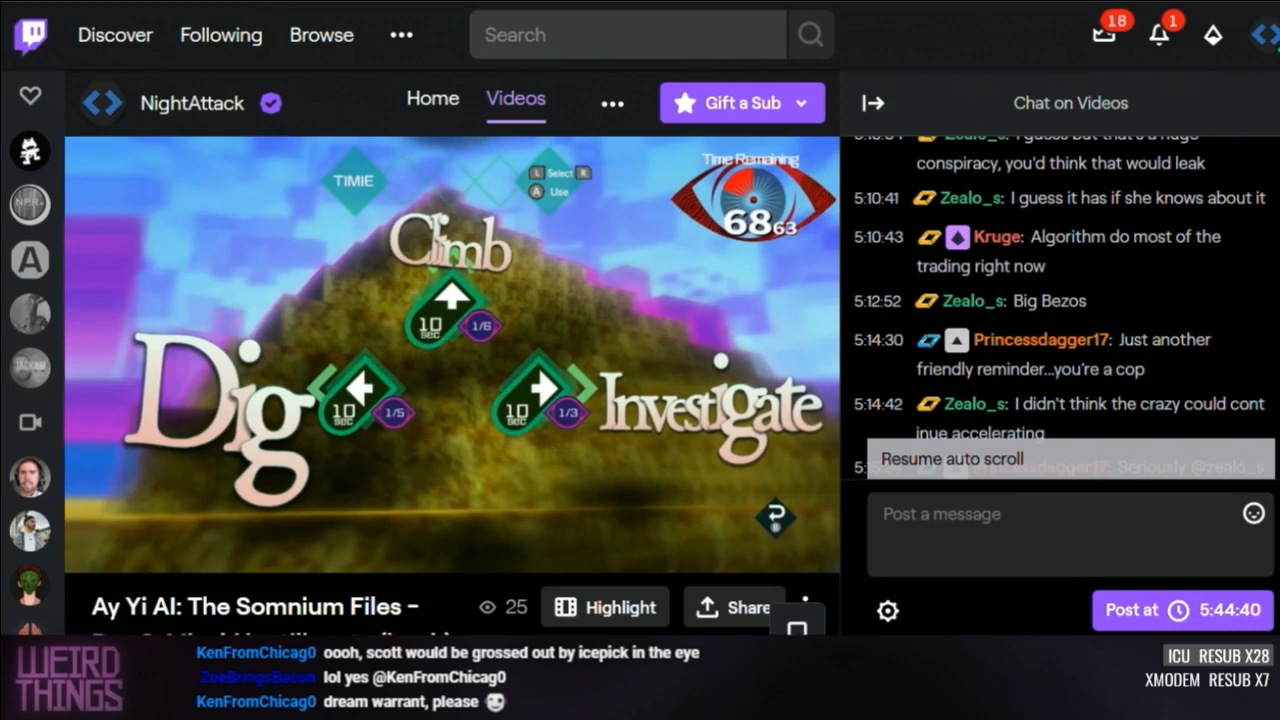 Discover Following Browse ••• Search 18 1
NightAttack Home Videos ••• Gift a Sub
Chat on Videos
TIMIE
L Select R
A Use
Time Remaining
68 63
Climb
10 SEC 1/6
Dig
10 SEC 1/5
10 SEC 1/3
Investigate
B
NPR
A
JACKAM
conspiracy, you'd think that would leak
5:10:41 Zealo_s: I guess it has if she knows about it
5:10:43 Kruge: Algorithm do most of the
trading right now
5:12:52 Zealo_s: Big Bezos
5:14:30 Princessdagger17: Just another
friendly reminder...you're a cop
5:14:42 Zealo_s: I didn't think the crazy could cont
inue accelerating
Resume auto scroll
Princessdagger17: Seriously @zealo_s
Post a message
Post at 5:44:40
Ay Yi AI: The Somnium Files - 25 Highlight Share
WEIRD
THINGS
KenFromChicag0 oooh, scott would be grossed out by icepick in the eye
ZoeBringsBacon lol yes @KenFromChicag0
KenFromChicag0 dream warrant, please
ICU RESUB X28
XMODEM RESUB X7